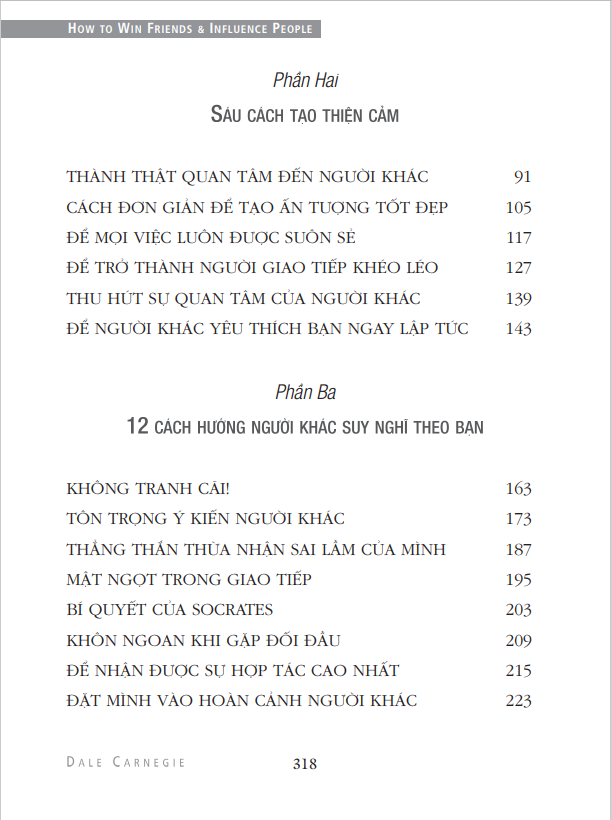 HOW TO WIN FRIENDS & INFLUENCE PEOPLE
Phần Hai
SÁU CÁCH TẠO THIỆN CẢM
THÀNH THẬT QUAN TÂM ĐẾN NGƯỜI KHÁC 91
CÁCH ĐƠN GIẢN ĐỂ TẠO ẤN TƯỢNG TỐT ĐẸP 105
ĐỂ MỌI VIỆC LUÔN ĐƯỢC SUÔN SẺ 117
ĐỂ TRỞ THÀNH NGƯỜI GIAO TIẾP KHÉO LÉO 127
THU HÚT SỰ QUAN TÂM CỦA NGƯỜI KHÁC 139
ĐỂ NGƯỜI KHÁC YÊU THÍCH BẠN NGAY LẬP TỨC 143
Phần Ba
12 CÁCH HƯỚNG NGƯỜI KHÁC SUY NGHĨ THEO BẠN
KHÔNG TRANH CÃI! 163
TÔN TRỌNG Ý KIẾN NGƯỜI KHÁC 173
THẲNG THẮN THỪA NHẬN SAI LẦM CỦA MÌNH 187
MẬT NGỌT TRONG GIAO TIẾP 195
BÍ QUYẾT CỦA SOCRATES 203
KHÔN NGOAN KHI GẶP ĐỐI ĐẦU 209
ĐỂ NHẬN ĐƯỢC SỰ HỢP TÁC CAO NHẤT 215
ĐẶT MÌNH VÀO HOÀN CẢNH NGƯỜI KHÁC 223
DALE CARNEGIE 318